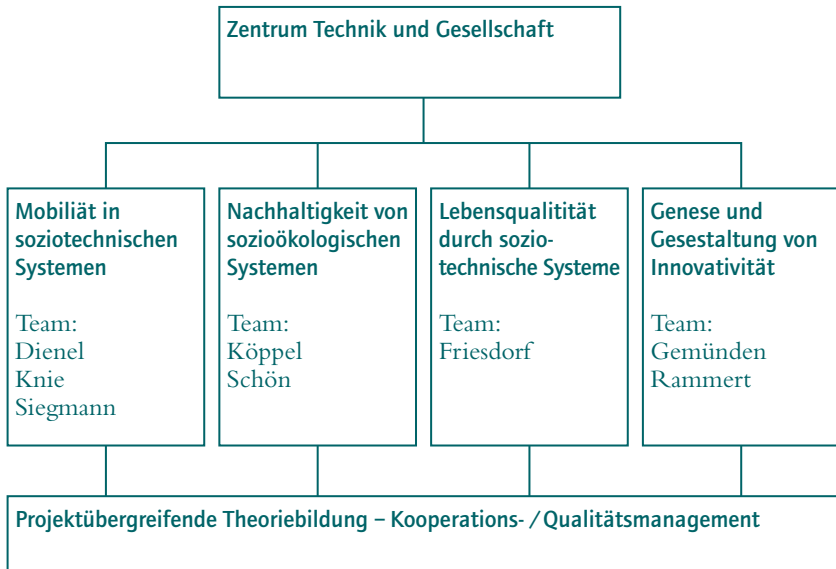 Zentrum Technik und Gesellschaft
Mobiliät in
soziotechnischen
Systemen
Team:
Dienel
Knie
Siegmann
Nachhaltigkeit von
sozioökologischen
Systemen
Team:
Köppel
Schön
Lebensqualitität
durch sozio-
technische Systeme
Team:
Friesdorf
Genese und
Gesestaltung von
Innovativität
Team:
Gemünden
Rammert
Projektübergreifende Theoriebildung – Kooperations- / Qualitätsmanagement